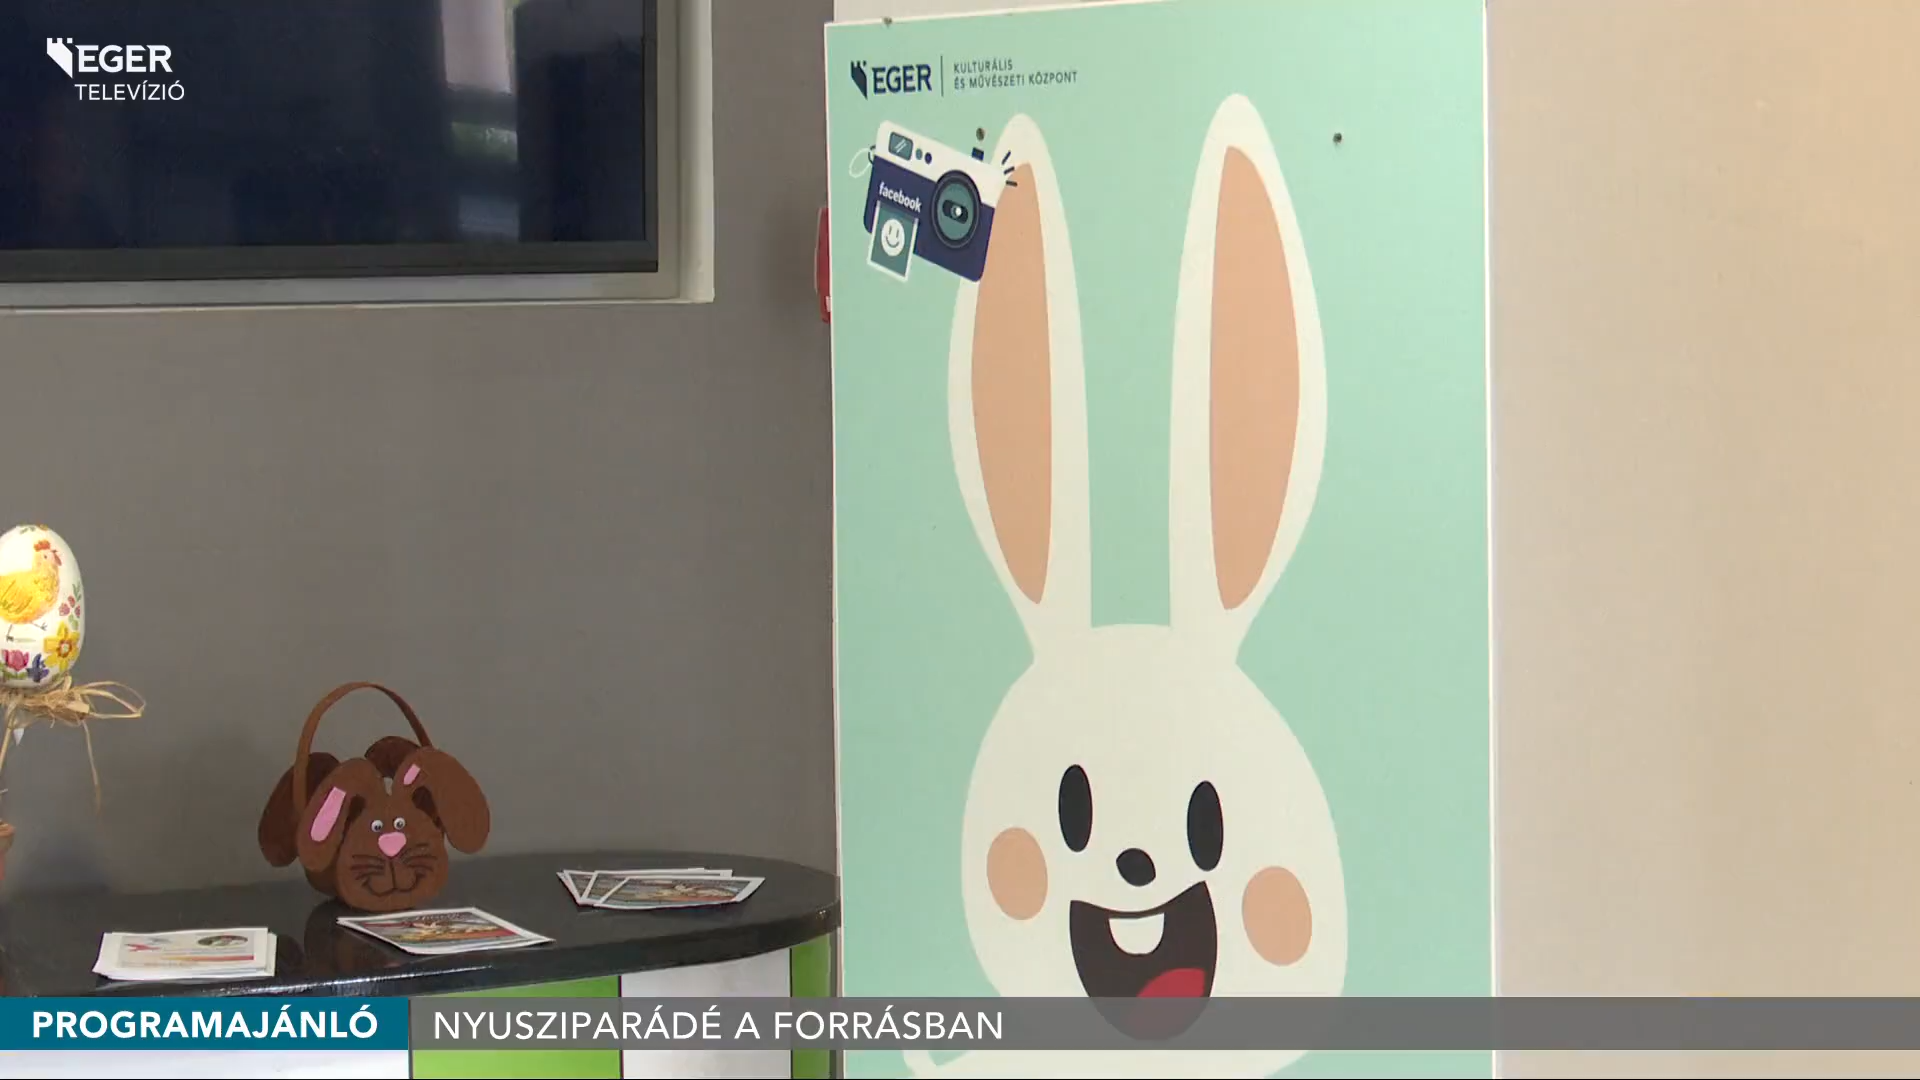 EGER
TELEVÍZIÓ
EGER
KULTURÁLIS
ÉS MŰVÉSZETI KÖZPONT
facebook
PROGRAMAJÁNLÓ
NYUSZIPARÁDÉ A FORRÁSBAN